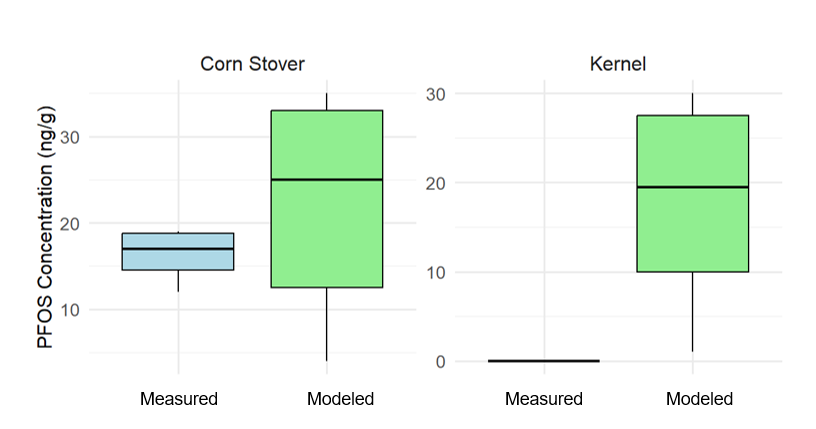 Corn Stover
Kernel
PFOS Concentration (ng/g)
30
20
10
30
20
10
0
Measured
Modeled
Measured
Modeled